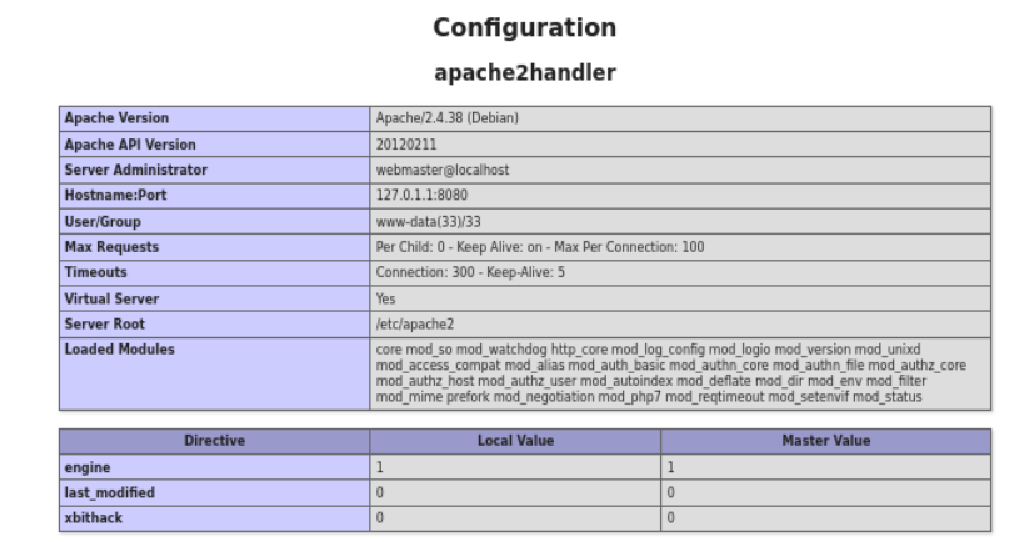 Configuration
apache2handler
Apache Version Apache/2.4.38 (Debian)
Apache API Version 20120211
Server Administrator webmaster@localhost
Hostname:Port 127.0.1.1:8080
User/Group www-data(33)/33
Max Requests Per Child: 0 - Keep Alive: on - Max Per Connection: 100
Timeouts Connection: 300 - Keep-Alive: 5
Virtual Server Yes
Server Root /etc/apache2
Loaded Modules core mod_so mod_watchdog http_core mod_log_config mod_logio mod_version mod_unixd
mod_access_compat mod_alias mod_auth_basic mod_authn_core mod_authn_file mod_authz_core
mod_authz_host mod_authz_user mod_autoindex mod_deflate mod_dir mod_env mod_filter
mod_mime prefork mod_negotiation mod_php7 mod_reqtimeout mod_setenvif mod_status
Directive Local Value Master Value
engine 1 1
last_modified 0 0
xbithack 0 0